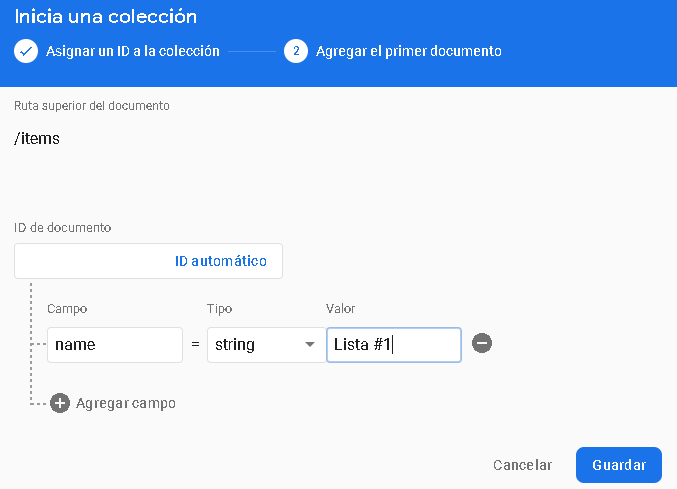 Inicia una colección
Asignar un ID a la colección 2 Agregar el primer documento
Ruta superior del documento
/items
ID de documento
ID automático
Campo Tipo Valor
name = string Lista #1
Agregar campo
Cancelar Guardar